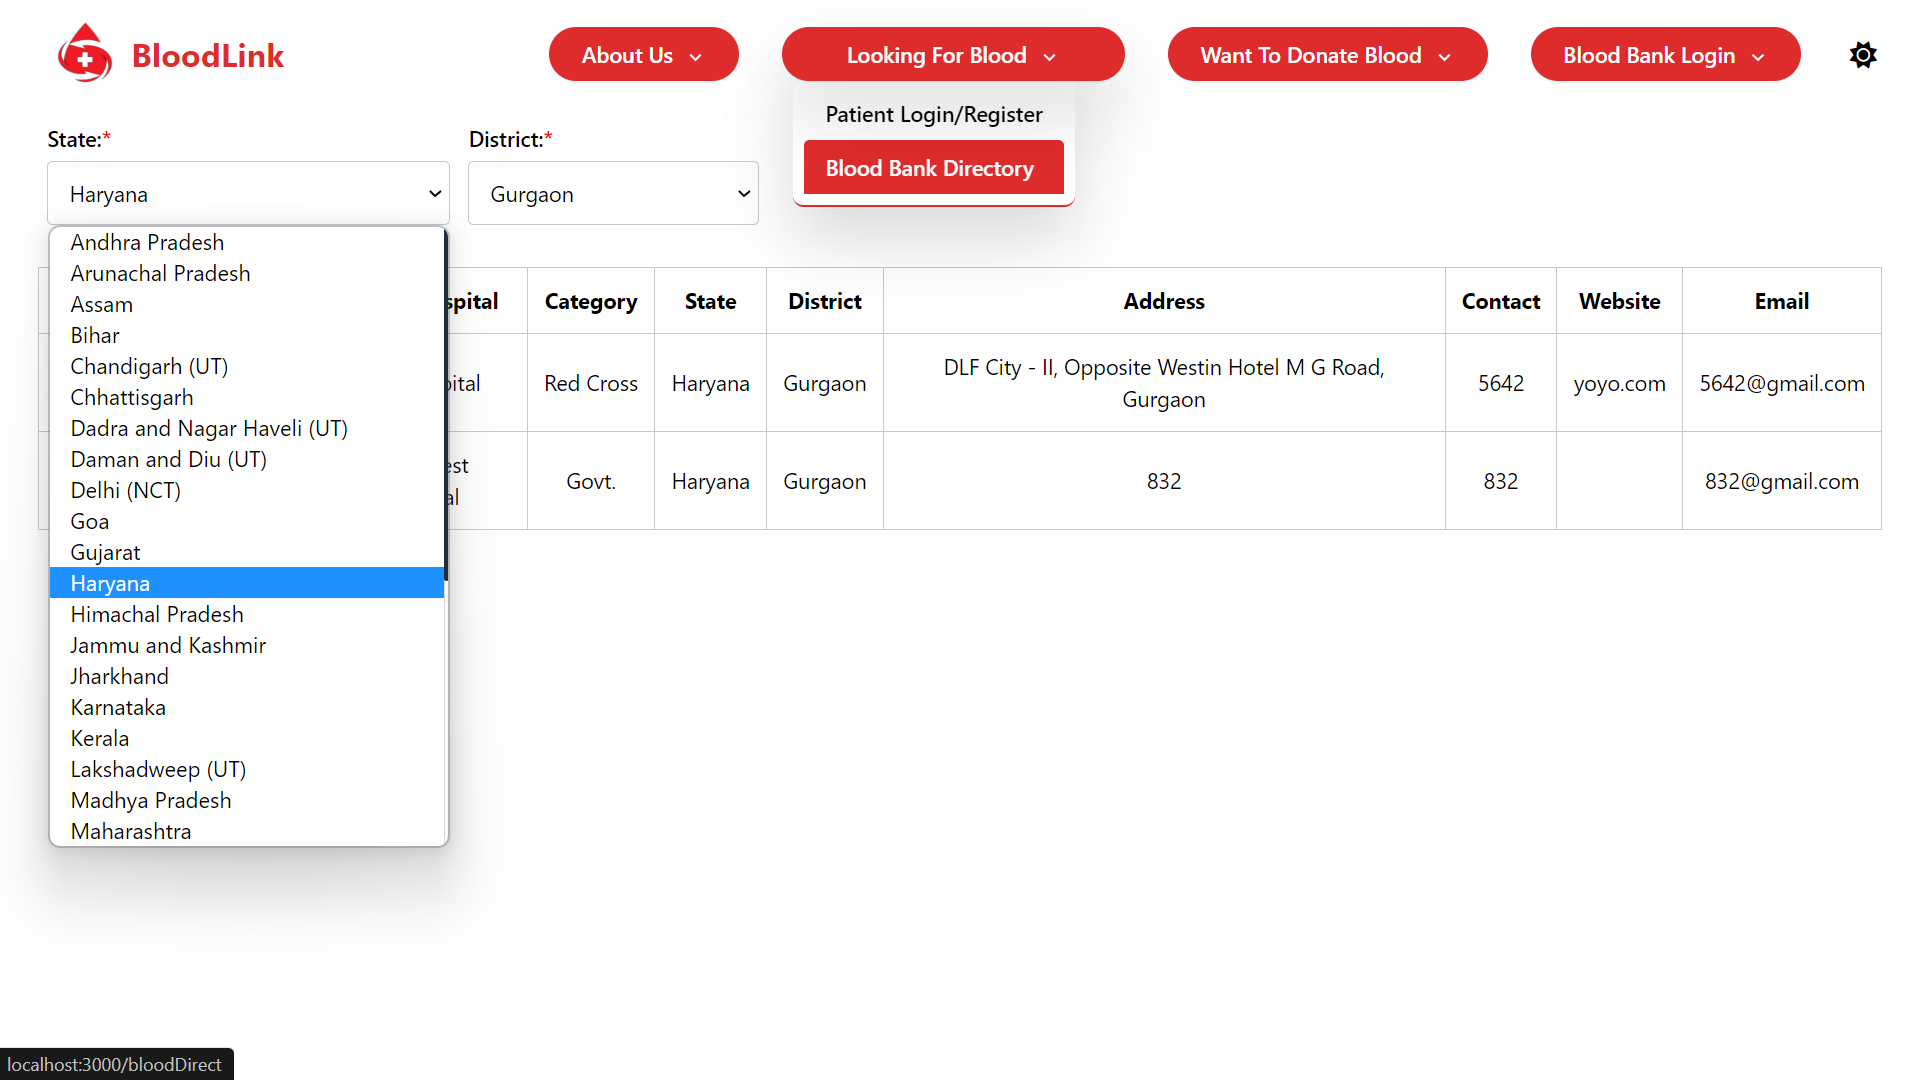 BloodLink
About Us
Looking For Blood
Want To Donate Blood
Blood Bank Login
Patient Login/Register
Blood Bank Directory
State:*
District:*
Haryana
Gurgaon
Andhra Pradesh
Arunachal Pradesh
Assam
Bihar
Chandigarh (UT)
Chhattisgarh
Dadra and Nagar Haveli (UT)
Daman and Diu (UT)
Delhi (NCT)
Goa
Gujarat
Haryana
Himachal Pradesh
Jammu and Kashmir
Jharkhand
Karnataka
Kerala
Lakshadweep (UT)
Madhya Pradesh
Maharashtra
Category State District Address Contact Website Email
Red Cross Haryana Gurgaon DLF City - II, Opposite Westin Hotel M G Road,
Gurgaon 5642 yoyo.com 5642@gmail.com
Govt. Haryana Gurgaon 832 832 832@gmail.com
localhost:3000/bloodDirect